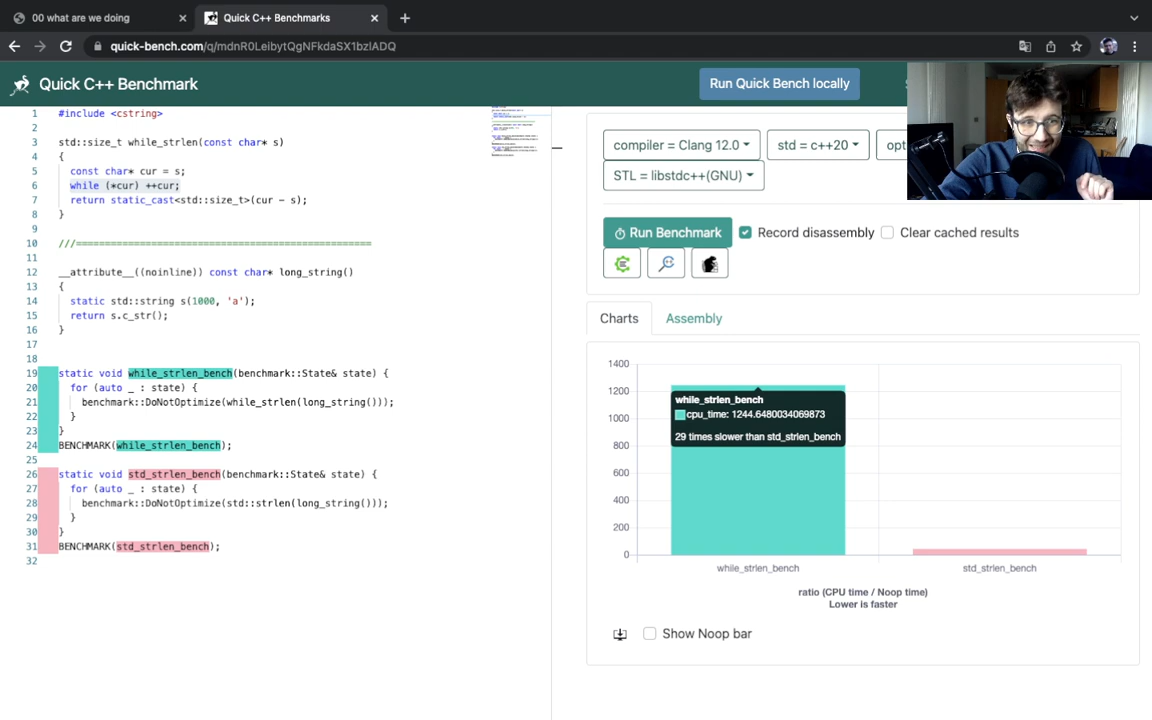 00 what are we doing
Quick C++ Benchmarks
quick-bench.com/q/mdnR0LeibytQgNFkdaSX1bzlADQ
Quick C++ Benchmark
Run Quick Bench locally
1 #include <cstring>
2
3 std::size_t while_strlen(const char* s)
4 {
5 const char* cur = s;
6 while (*cur) ++cur;
7 return static_cast<std::size_t>(cur - s);
8 }
9
10 ///===================================================
11
12 __attribute__((noinline)) const char* long_string()
13 {
14 static std::string s(1000, 'a');
15 return s.c_str();
16 }
17
18
19 static void while_strlen_bench(benchmark::State& state) {
20 for (auto _ : state) {
21 benchmark::DoNotOptimize(while_strlen(long_string()));
22 }
23 }
24 BENCHMARK(while_strlen_bench);
25
26 static void std_strlen_bench(benchmark::State& state) {
27 for (auto _ : state) {
28 benchmark::DoNotOptimize(std::strlen(long_string()));
29 }
30 }
31 BENCHMARK(std_strlen_bench);
32
compiler = Clang 12.0
std = c++20
opt
STL = libstdc++(GNU)
Run Benchmark
Record disassembly
Clear cached results
Charts
Assembly
1400
1200
1000
800
600
400
200
0
while_strlen_bench
cpu_time: 1244.6480034069873
29 times slower than std_strlen_bench
while_strlen_bench
std_strlen_bench
ratio (CPU time / Noop time)
Lower is faster
Show Noop bar